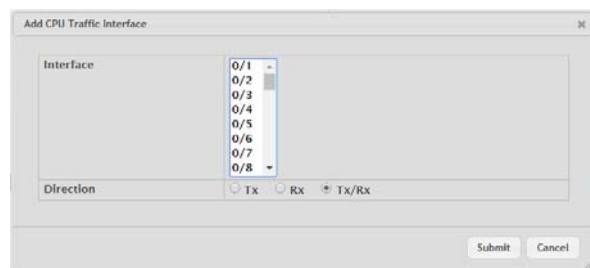 Add CPU Traffic Interface
Interface
0/1
0/2
0/3
0/4
0/5
0/6
0/7
0/8
Direction Tx Rx Tx/Rx
Submit Cancel